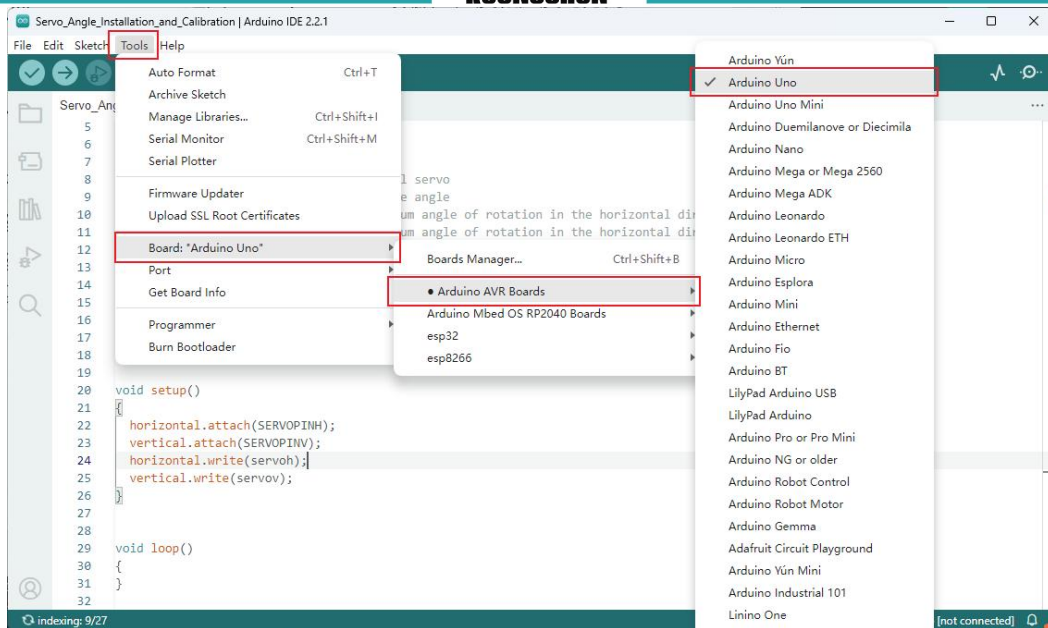 Servo_Angle_Installation_and_Calibration | Arduino IDE 2.2.1
File Edit Sketch Tools Help
Auto Format Ctrl+T
Archive Sketch
Manage Libraries... Ctrl+Shift+I
Serial Monitor Ctrl+Shift+M
Serial Plotter
Firmware Updater
Upload SSL Root Certificates
Board: "Arduino Uno"
Port
Get Board Info
Programmer
Burn Bootloader
Boards Manager... Ctrl+Shift+B
• Arduino AVR Boards
Arduino Mbed OS RP2040 Boards
esp32
esp8266
Arduino Yún
✓ Arduino Uno
Arduino Uno Mini
Arduino Duemilanove or Diecimila
Arduino Nano
Arduino Mega or Mega 2560
Arduino Mega ADK
Arduino Leonardo
Arduino Leonardo ETH
Arduino Micro
Arduino Esplora
Arduino Mini
Arduino Ethernet
Arduino Fio
Arduino BT
LilyPad Arduino USB
LilyPad Arduino
Arduino Pro or Pro Mini
Arduino NG or older
Arduino Robot Control
Arduino Robot Motor
Arduino Gemma
Adafruit Circuit Playground
Arduino Yún Mini
Arduino Industrial 101
Linino One
Servo_An
5
6
7
8 servo
9 angle
10 um angle of rotation in the horizontal di
11 um angle of rotation in the horizontal di
12
13
14
15
16
17
18
19
20 void setup()
21 {
22 horizontal.attach(SERVOPINH);
23 vertical.attach(SERVOPINV);
24 horizontal.write(servoh);
25 vertical.write(servov);
26 }
27
28
29 void loop()
30 {
31 }
32
indexing: 9/27
[not connected]